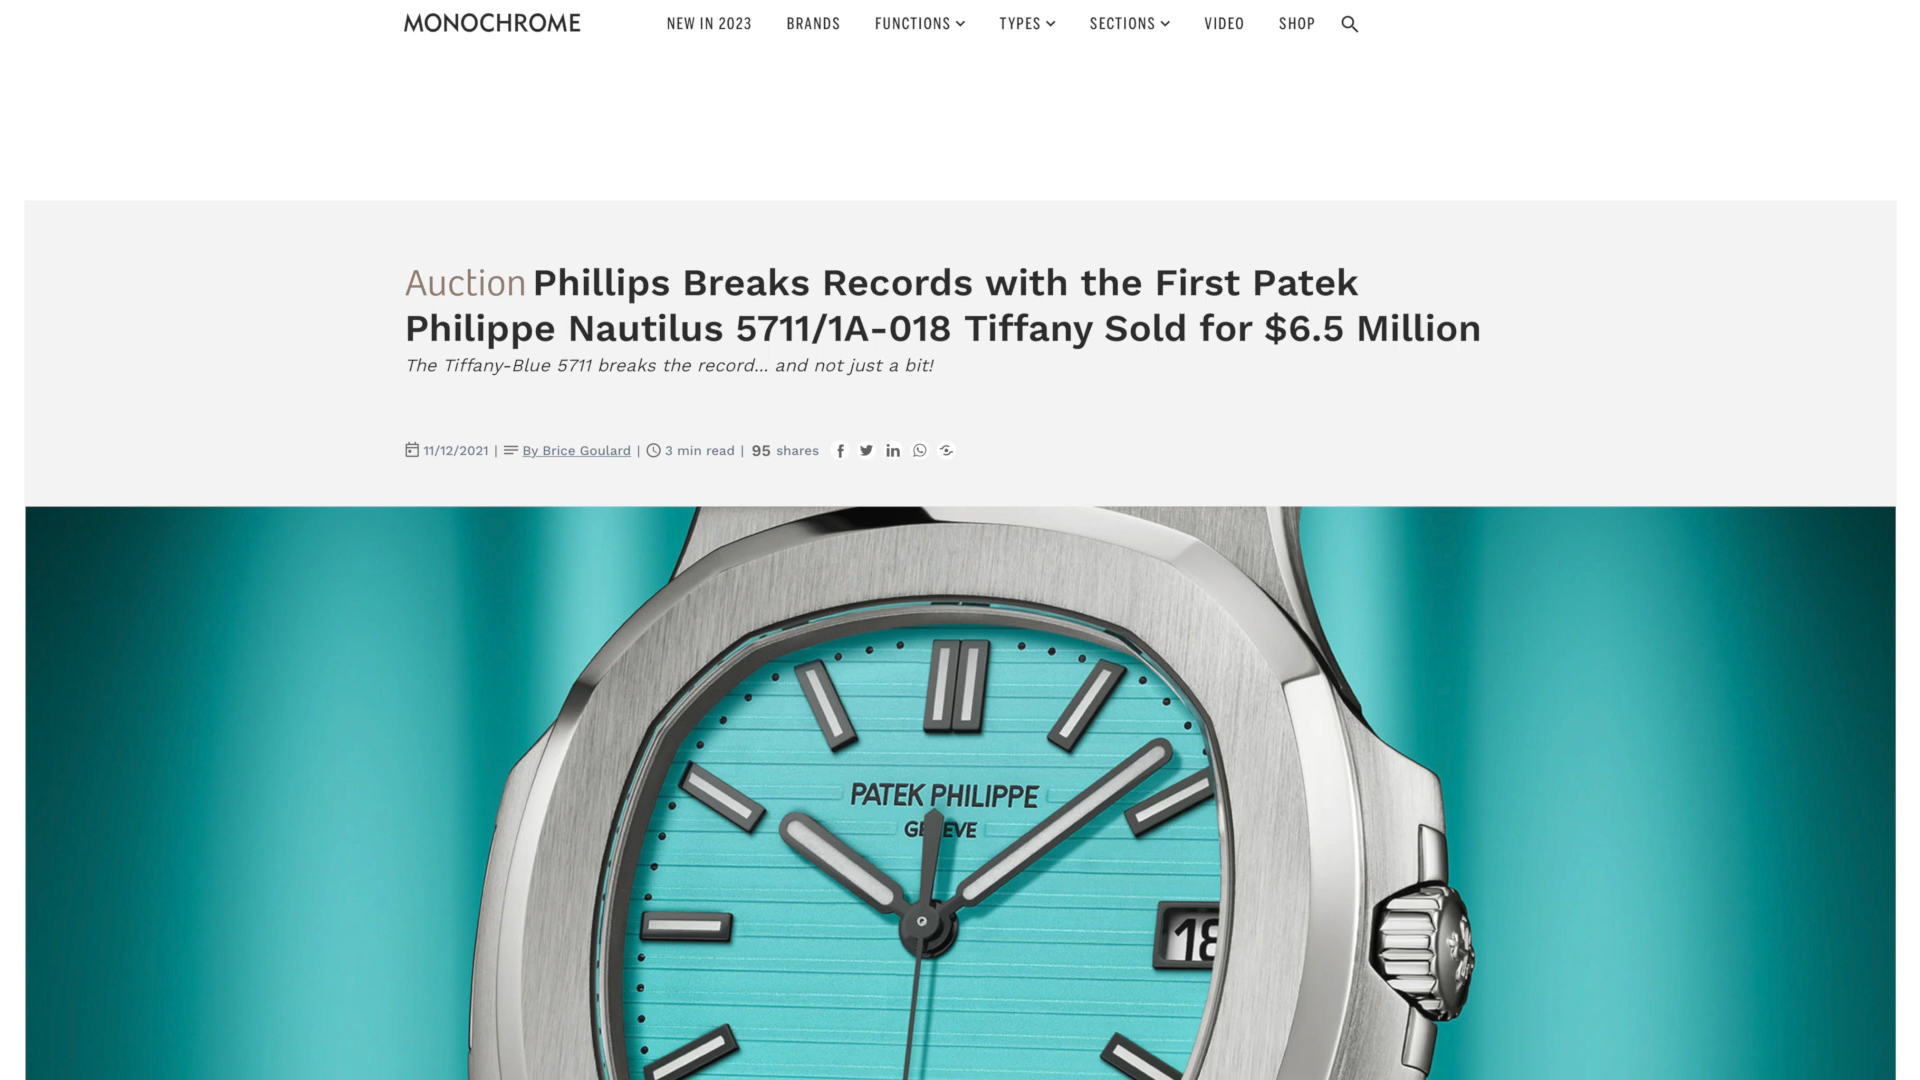 MONOCHROME
NEW IN 2023 BRANDS FUNCTIONS TYPES SECTIONS VIDEO SHOP
Auction Phillips Breaks Records with the First Patek
Philippe Nautilus 5711/1A-018 Tiffany Sold for $6.5 Million
The Tiffany-Blue 5711 breaks the record... and not just a bit!
11/12/2021 | By Brice Goulard | 3 min read | 95 shares
PATEK PHILIPPE
GENEVE
18